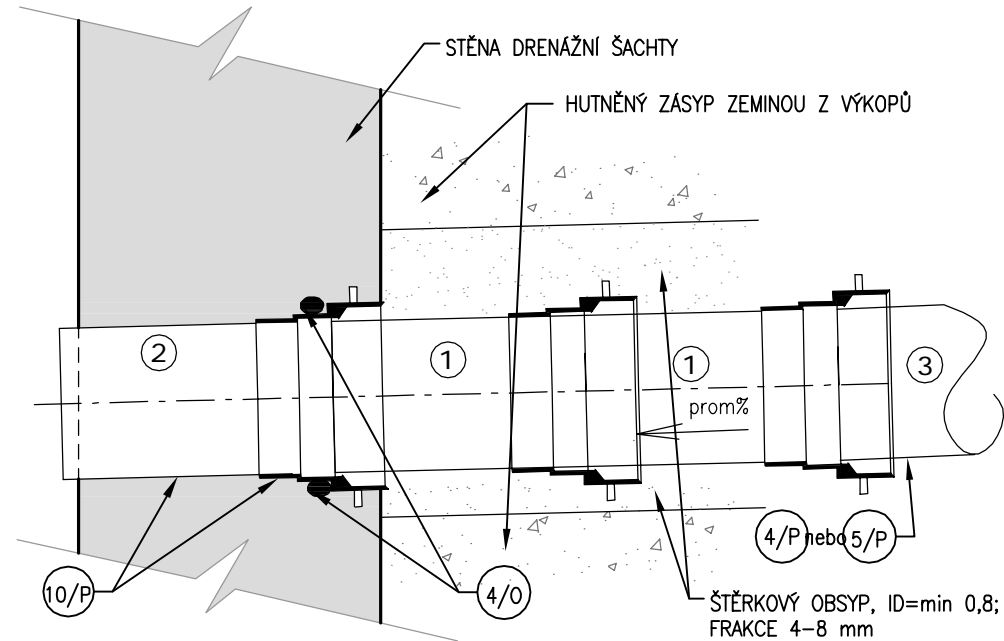 STĚNA DRENÁŽNÍ ŠACHTY
HUTNĚNÝ ZÁSYP ZEMINOU Z VÝKOPŮ
2
1
1
3
prom%
4/P nebo 5/P
10/P
4/O
ŠTĚRKOVÝ OBSYP, ID=min 0,8;
FRAKCE 4-8 mm